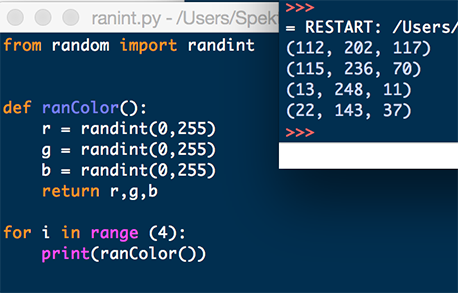 ranint.py - /Users/Spek
from random import randint
def ranColor():
r = randint(0,255)
g = randint(0,255)
b = randint(0,255)
return r,g,b
for i in range (4):
print(ranColor())
>>>
= RESTART: /Users/
(112, 202, 117)
(115, 236, 70)
(13, 248, 11)
(22, 143, 37)
>>>